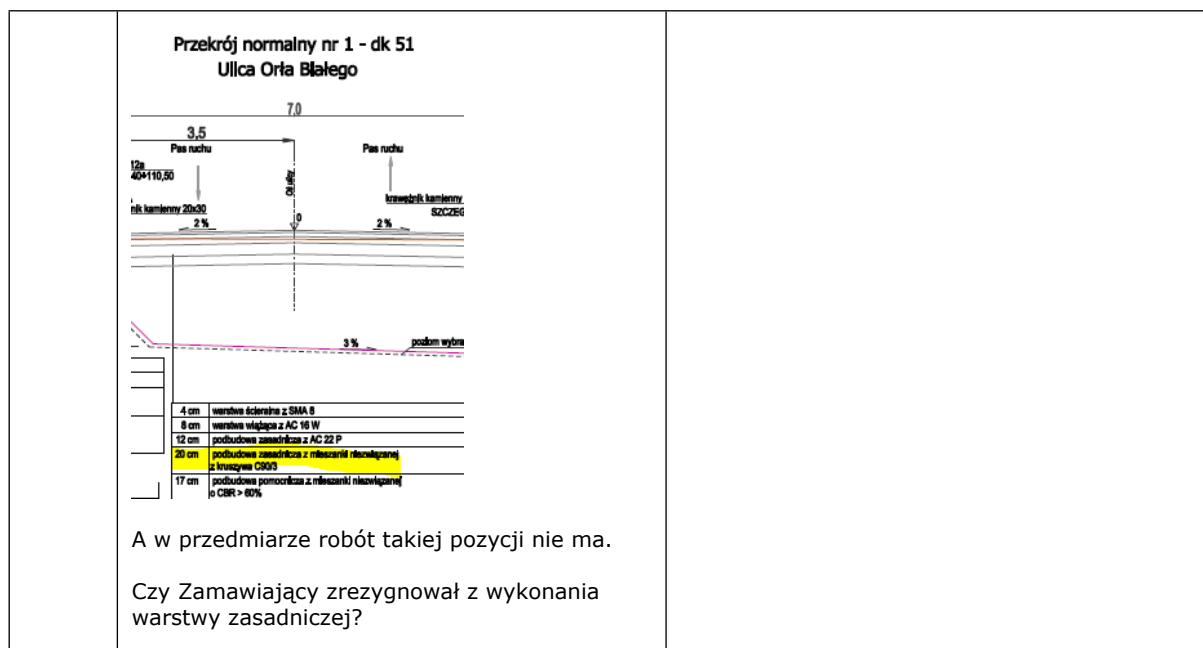 Przekrój normalny nr 1 - dk 51
Ulica Orła Białego
7,0
3,5
Pas ruchu
Pas ruchu
12a
40÷110,50
Oś ulicy
krawężnik kamienny
nik kamienny 20x30
SZCZEG
0
2 %
2 %
3 %
poziom wybra
4 cm warstwa ścieralna z SMA 8
8 cm warstwa wiążąca z AC 16 W
12 cm podbudowa zasadnicza z AC 22 P
20 cm podbudowa zasadnicza z mieszanki niezwiązanej
z kruszywa C90/3
17 cm podbudowa pomocnicza z mieszanki niezwiązanej
o CBR > 60%
A w przedmiarze robót takiej pozycji nie ma.
Czy Zamawiający zrezygnował z wykonania
warstwy zasadniczej?